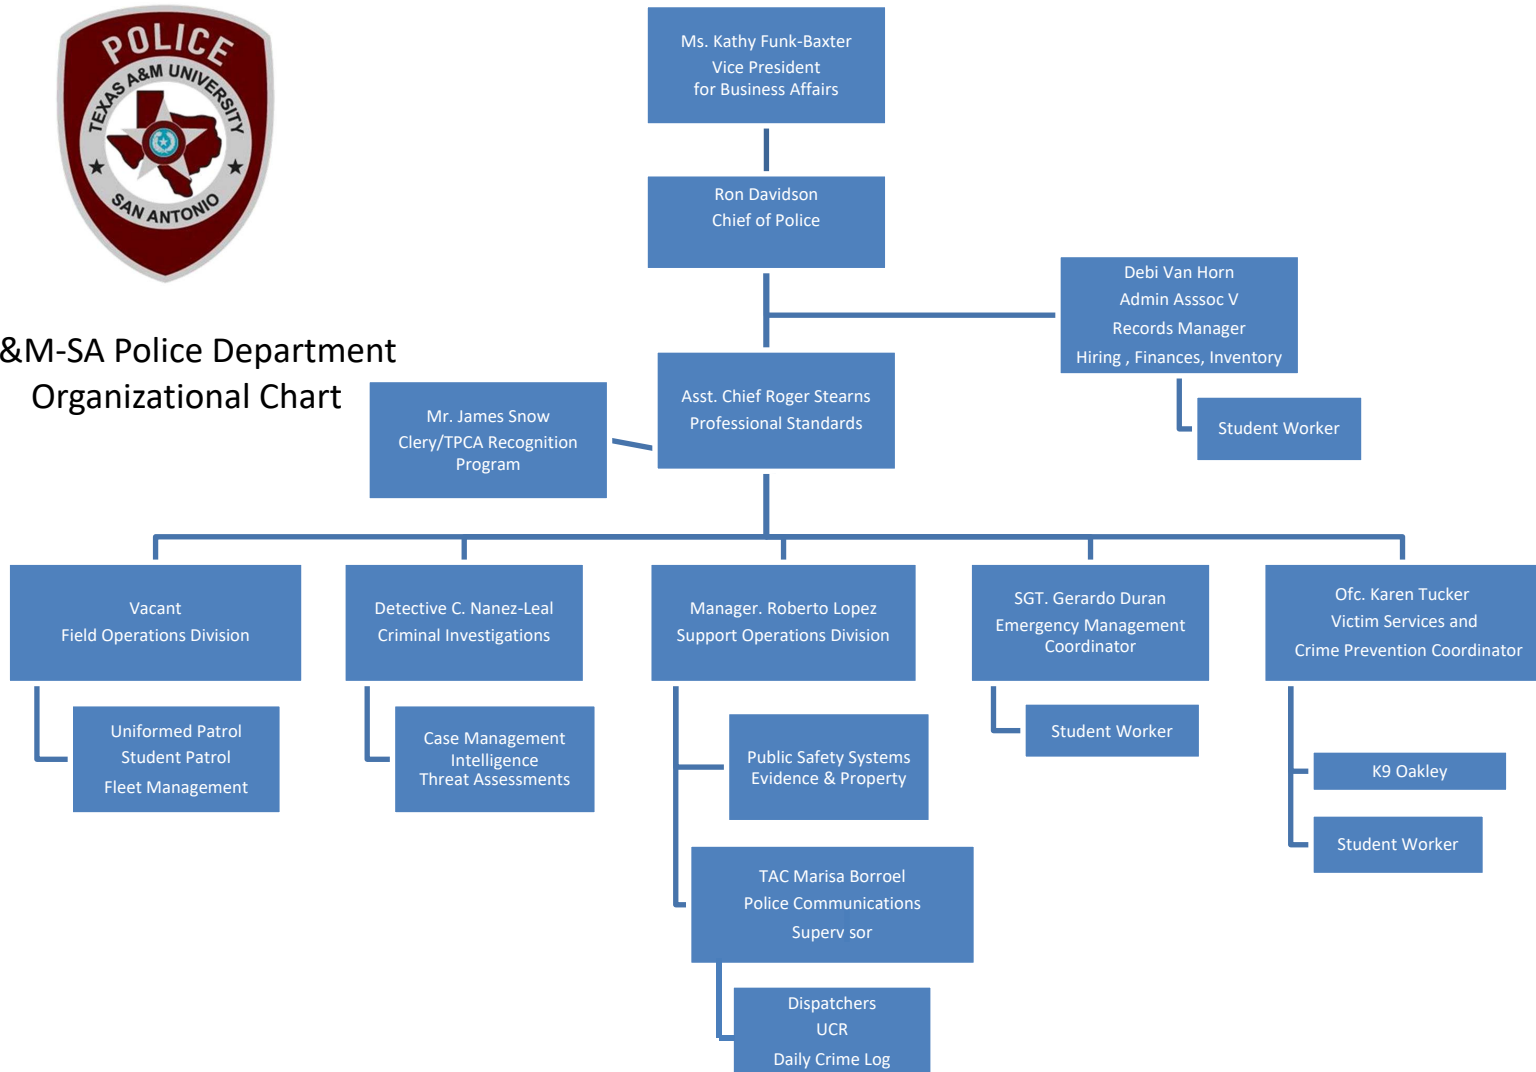 POLICE
TEXAS A&M UNIVERSITY
SAN ANTONIO
&M-SA Police Department
Organizational Chart
Ms. Kathy Funk-Baxter
Vice President
for Business Affairs
Ron Davidson
Chief of Police
Debi Van Horn
Admin Asssoc V
Records Manager
Hiring , Finances, Inventory
Student Worker
Asst. Chief Roger Stearns
Professional Standards
Mr. James Snow
Clery/TPCA Recognition
Program
Vacant
Field Operations Division
Uniformed Patrol
Student Patrol
Fleet Management
Detective C. Nanez-Leal
Criminal Investigations
Case Management
Intelligence
Threat Assessments
Manager. Roberto Lopez
Support Operations Division
Public Safety Systems
Evidence & Property
TAC Marisa Borroel
Police Communications
Superv sor
Dispatchers
UCR
Daily Crime Log
SGT. Gerardo Duran
Emergency Management
Coordinator
Student Worker
Ofc. Karen Tucker
Victim Services and
Crime Prevention Coordinator
K9 Oakley
Student Worker